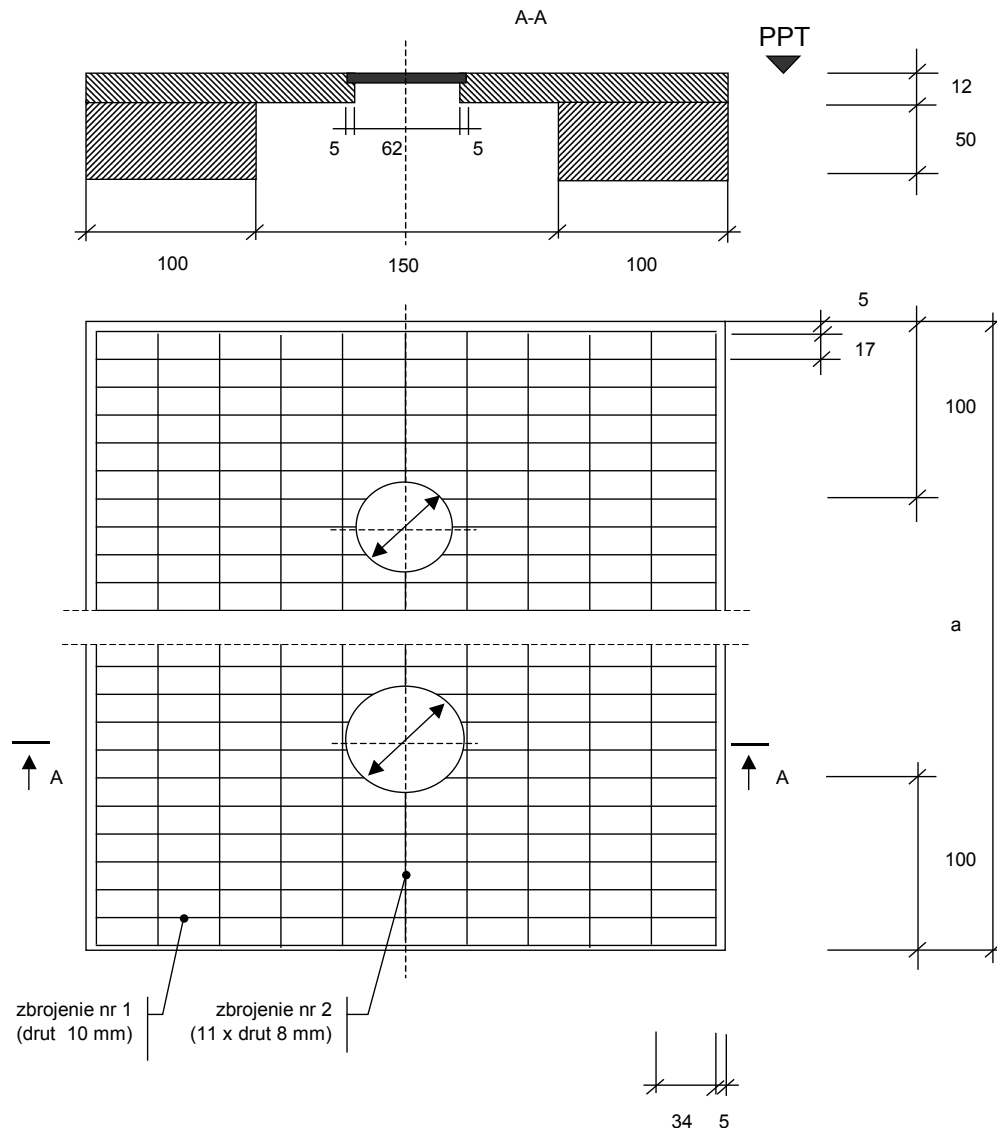 A-A
PPT
12
50
5 62 5
100 150 100
5
17
100
a
A A
100
zbrojenie nr 1
(drut 10 mm)
zbrojenie nr 2
(11 x drut 8 mm)
34 5